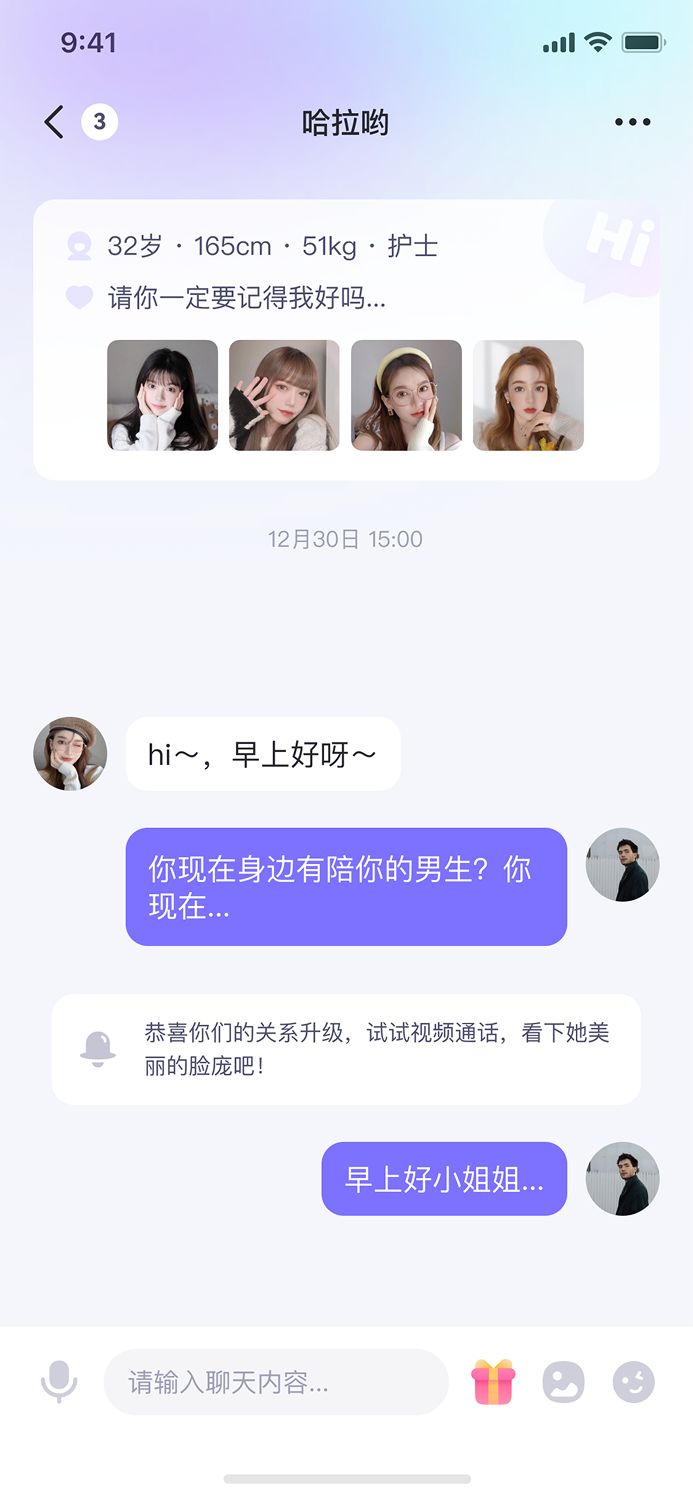 9:41
3
哈拉哟
Hi
32岁 · 165cm · 51kg · 护士
请你一定要记得我好吗...
12月30日 15:00
hi～，早上好呀～
你现在身边有陪你的男生？你
现在...
恭喜你们的关系升级，试试视频通话，看下她美
丽的脸庞吧！
早上好小姐姐...
请输入聊天内容...